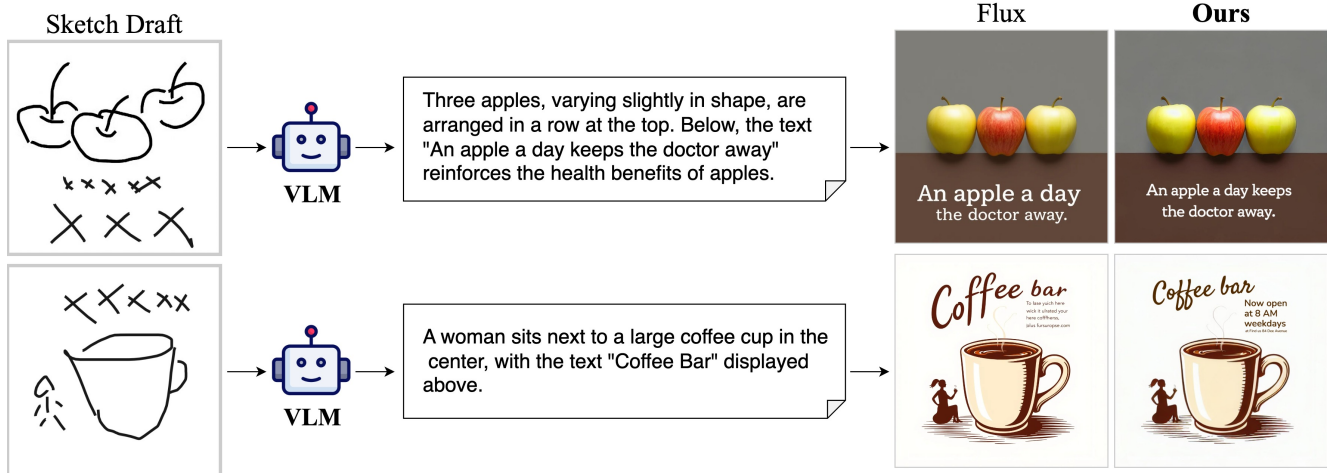 Sketch Draft
Flux
Ours
VLM
Three apples, varying slightly in shape, are
arranged in a row at the top. Below, the text
"An apple a day keeps the doctor away"
reinforces the health benefits of apples.
An apple a day
the doctor away.
An apple a day keeps
the doctor away.
VLM
A woman sits next to a large coffee cup in the
center, with the text "Coffee Bar" displayed
above.
Coffee bar
Coffee bar
Now open
at 8 AM
weekdays